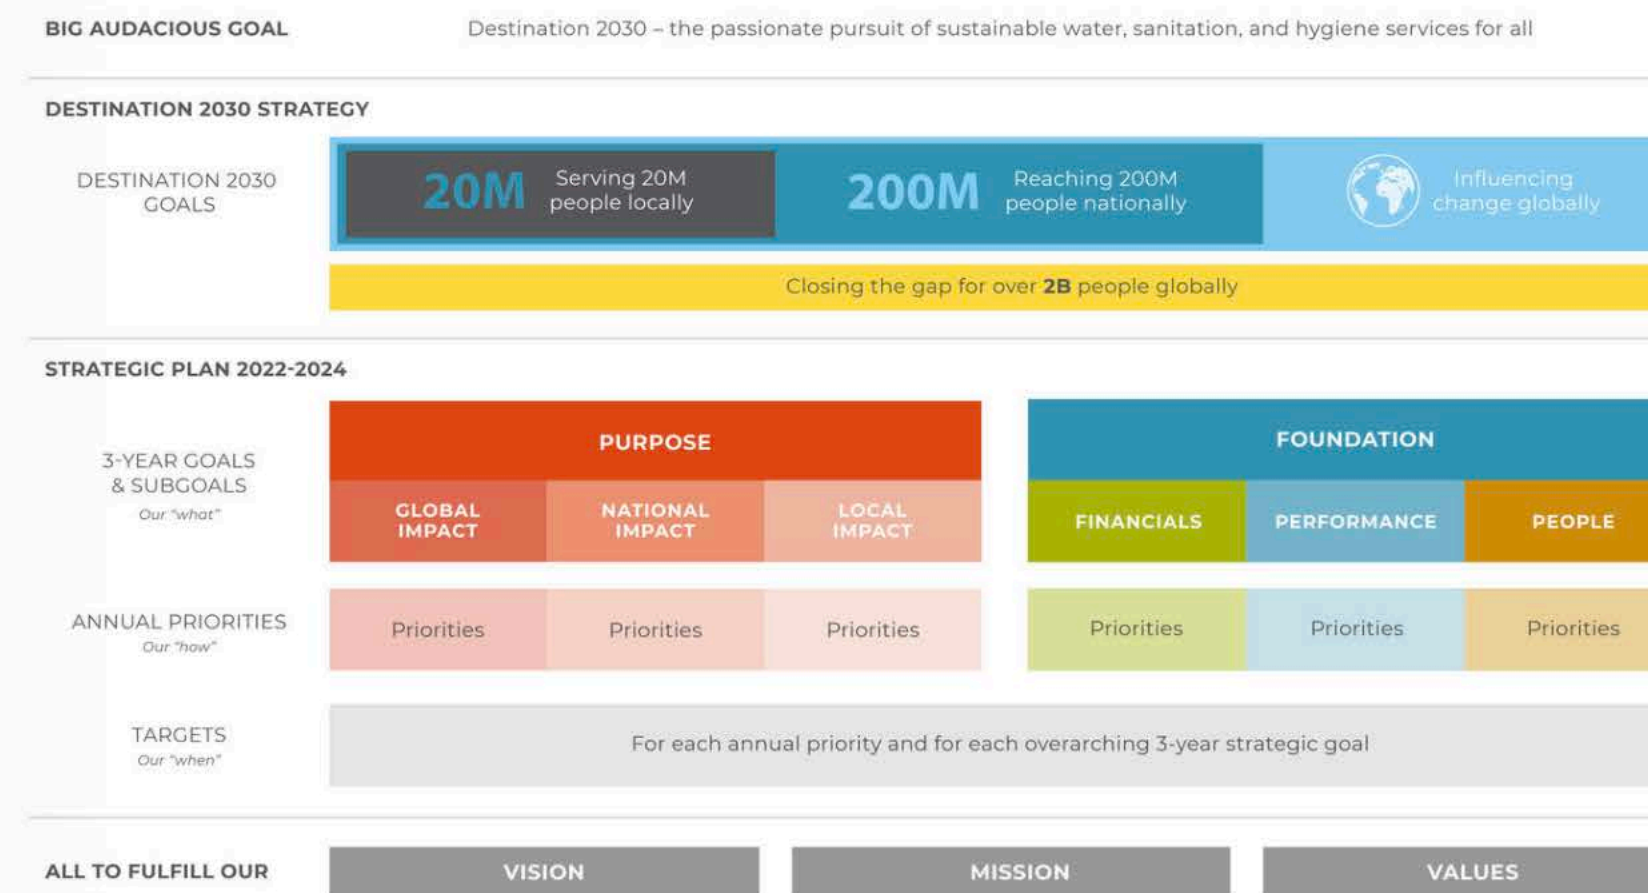 BIG AUDACIOUS GOAL
Destination 2030 – the passionate pursuit of sustainable water, sanitation, and hygiene services for all
DESTINATION 2030 STRATEGY
DESTINATION 2030
GOALS
20M
Serving 20M
people locally
200M
Reaching 200M
people nationally
Influencing
change globally
Closing the gap for over 2B people globally
STRATEGIC PLAN 2022-2024
3-YEAR GOALS
& SUBGOALS
Our "what"
PURPOSE
GLOBAL
IMPACT
NATIONAL
IMPACT
LOCAL
IMPACT
FOUNDATION
FINANCIALS
PERFORMANCE
PEOPLE
ANNUAL PRIORITIES
Our "how"
Priorities
Priorities
Priorities
Priorities
Priorities
Priorities
TARGETS
Our "when"
For each annual priority and for each overarching 3-year strategic goal
ALL TO FULFILL OUR
VISION
MISSION
VALUES